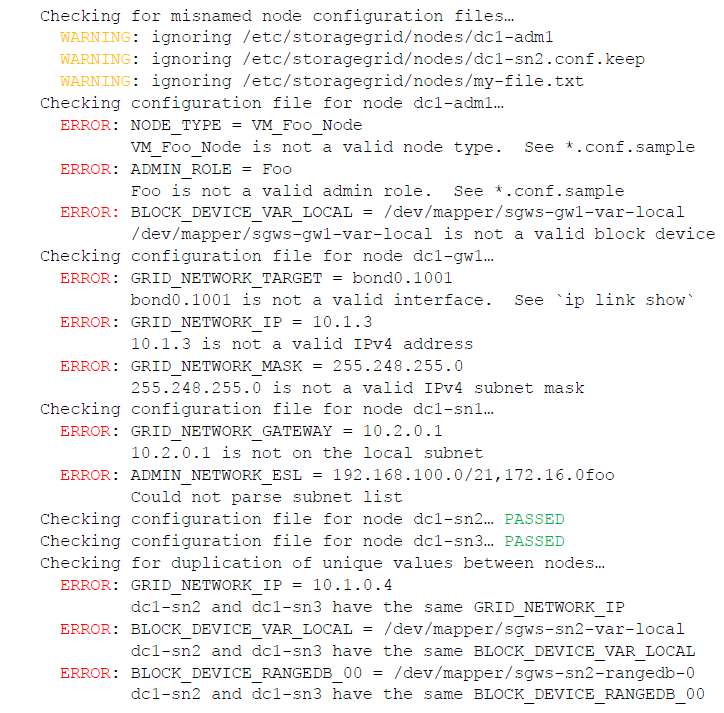 Checking for misnamed node configuration files…
WARNING: ignoring /etc/storagegrid/nodes/dc1-adm1
WARNING: ignoring /etc/storagegrid/nodes/dc1-sn2.conf.keep
WARNING: ignoring /etc/storagegrid/nodes/my-file.txt
Checking configuration file for node dc1-adm1…
ERROR: NODE_TYPE = VM_Foo_Node
VM_Foo_Node is not a valid node type.  See *.conf.sample
ERROR: ADMIN_ROLE = Foo
Foo is not a valid admin role.  See *.conf.sample
ERROR: BLOCK_DEVICE_VAR_LOCAL = /dev/mapper/sgws-gw1-var-local
/dev/mapper/sgws-gw1-var-local is not a valid block device
Checking configuration file for node dc1-gw1…
ERROR: GRID_NETWORK_TARGET = bond0.1001
bond0.1001 is not a valid interface.  See `ip link show`
ERROR: GRID_NETWORK_IP = 10.1.3
10.1.3 is not a valid IPv4 address
ERROR: GRID_NETWORK_MASK = 255.248.255.0
255.248.255.0 is not a valid IPv4 subnet mask
Checking configuration file for node dc1-sn1…
ERROR: GRID_NETWORK_GATEWAY = 10.2.0.1
10.2.0.1 is not on the local subnet
ERROR: ADMIN_NETWORK_ESL = 192.168.100.0/21,172.16.0foo
Could not parse subnet list
Checking configuration file for node dc1-sn2… PASSED
Checking configuration file for node dc1-sn3… PASSED
Checking for duplication of unique values between nodes…
ERROR: GRID_NETWORK_IP = 10.1.0.4
dc1-sn2 and dc1-sn3 have the same GRID_NETWORK_IP
ERROR: BLOCK_DEVICE_VAR_LOCAL = /dev/mapper/sgws-sn2-var-local
dc1-sn2 and dc1-sn3 have the same BLOCK_DEVICE_VAR_LOCAL
ERROR: BLOCK_DEVICE_RANGEDB_00 = /dev/mapper/sgws-sn2-rangedb-0
dc1-sn2 and dc1-sn3 have the same BLOCK_DEVICE_RANGEDB_00